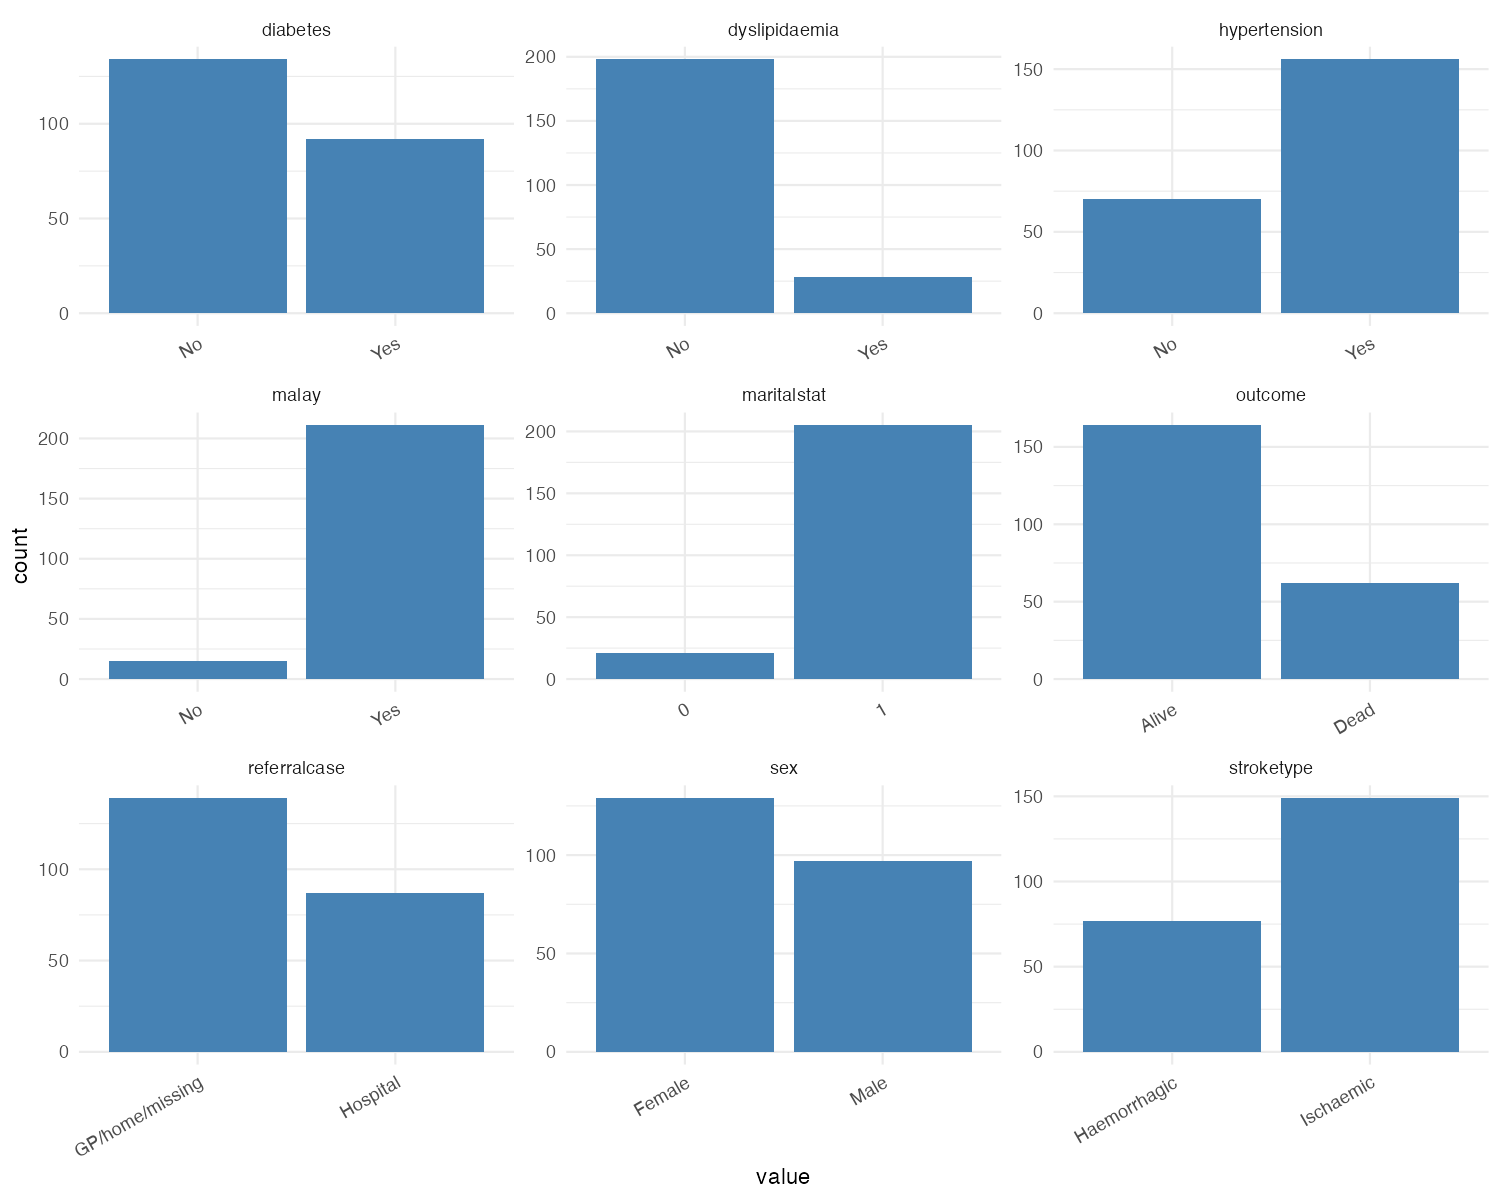 diabetes
100
50
0
No
Yes
dyslipidaemia
200
150
100
50
0
No
Yes
hypertension
150
100
50
0
No
Yes
malay
200
150
100
50
0
No
Yes
maritalstat
200
150
100
50
0
0
1
outcome
150
100
50
0
Alive
Dead
referralcase
100
50
0
GP/home/missing
Hospital
sex
100
50
0
Female
Male
stroketype
150
100
50
0
Haemorrhagic
Ischaemic
count
value